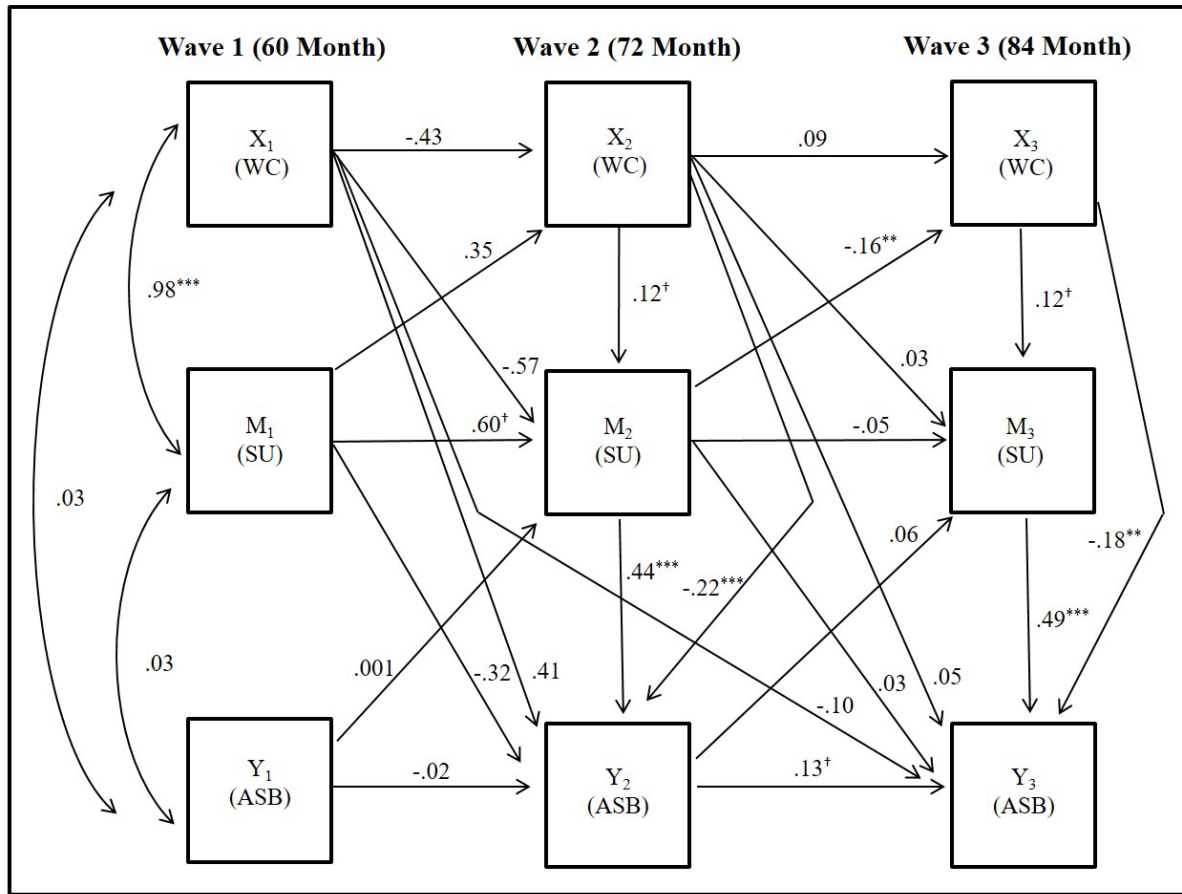 Wave 1 (60 Month)
Wave 2 (72 Month)
Wave 3 (84 Month)
X₁
(WC)
-.43
X₂
(WC)
.09
X₃
(WC)
.98***
.35
.12†
-.16**
.12†
-.57
.03
M₁
(SU)
.60†
M₂
(SU)
-.05
M₃
(SU)
.03
.06
-.18**
.44***
-.22***
.49***
.03
.001
-.32
.41
-.10
.03
.05
Y₁
(ASB)
-.02
Y₂
(ASB)
.13†
Y₃
(ASB)